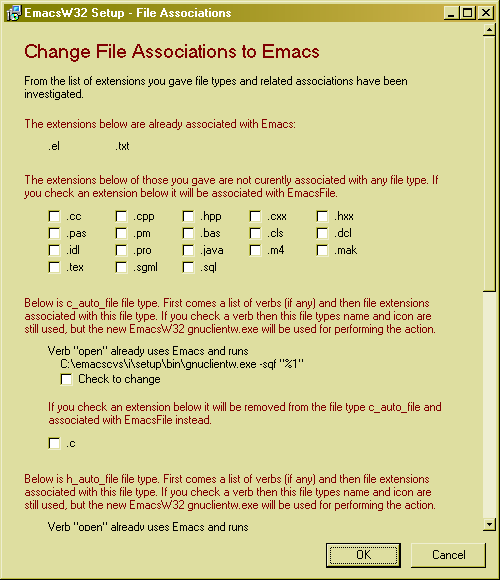 EmacsW32 Setup - File Associations
Change File Associations to Emacs
From the list of extensions you gave file types and related associations have been
investigated.
The extensions below are already associated with Emacs:
.el .txt
The extensions below of those you gave are not curently associated with any file type. If
you check an extension below it will be associated with EmacsFile.
.cc .cpp .hpp .cxx .hxx
.pas .pm .bas .cls .dcl
.idl .pro .java .m4 .mak
.tex .sgml .sql
Below is c_auto_file file type. First comes a list of verbs (if any) and then file extensions
associated with this file type. If you check a verb then this file types name and icon are
still used, but the new EmacsW32 gnuclientw.exe will be used for performing the action.
Verb "open" already uses Emacs and runs
C:\emacscvs\i\setup\bin\gnuclientw.exe -sqf "%1"
Check to change
If you check an extension below it will be removed from the file type c_auto_file and
associated with EmacsFile instead.
.c
Below is h_auto_file file type. First comes a list of verbs (if any) and then file extensions
associated with this file type. If you check a verb then this file types name and icon are
still used, but the new EmacsW32 gnuclientw.exe will be used for performing the action.
Verb "open" already uses Emacs and runs
OK Cancel